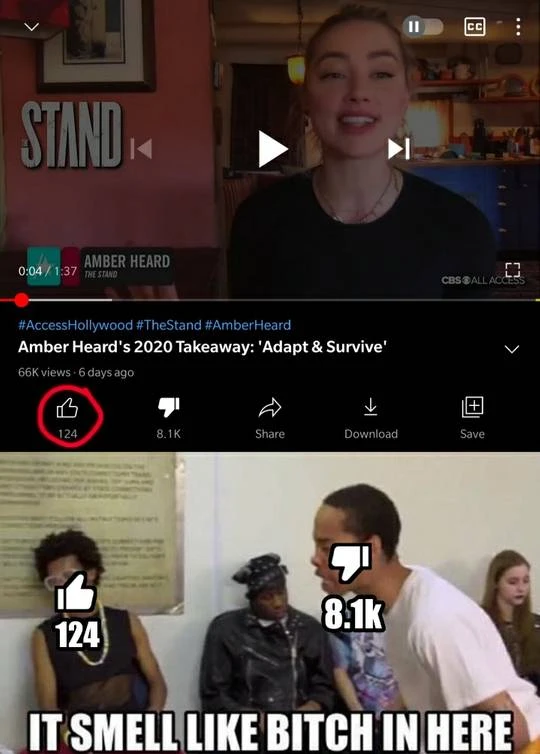 THE STAND
0:04 / 1:37
AMBER HEARD
THE STAND
CC
CBS ALL ACCESS
#AccessHollywood #TheStand #AmberHeard
Amber Heard's 2020 Takeaway: 'Adapt & Survive'
66K views · 6 days ago
124
8.1K
Share
Download
Save
124
8.1k
IT SMELL LIKE BITCH IN HERE